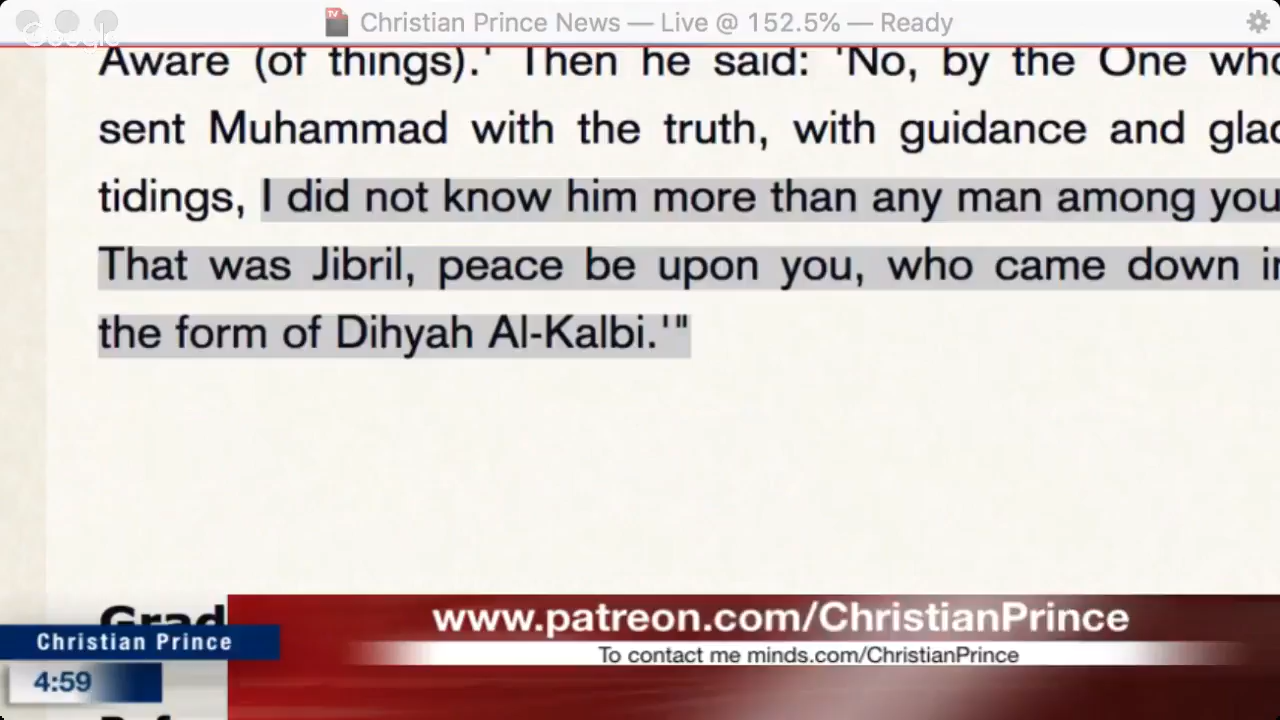 Christian Prince News — Live @ 152.5% — Ready
Google
Aware (of things).' Then he said: 'No, by the One who
sent Muhammad with the truth, with guidance and glad
tidings, I did not know him more than any man among you
That was Jibril, peace be upon you, who came down in
the form of Dihyah Al-Kalbi.'"
Grad
www.patreon.com/ChristianPrince
Christian Prince
To contact me minds.com/ChristianPrince
4:59